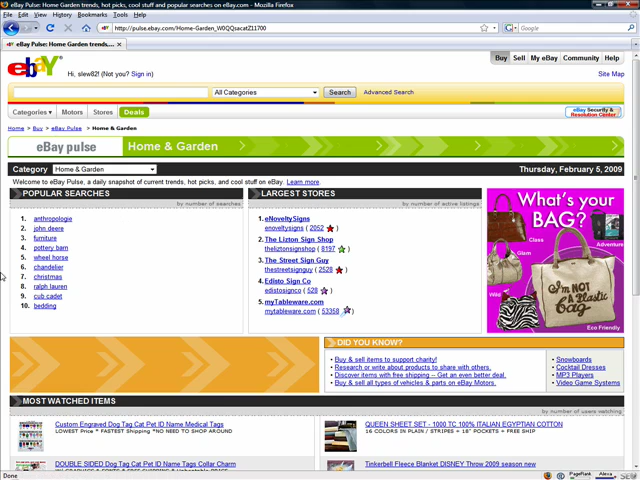 eBay Pulse: Home Garden trends, hot picks, cool stuff and popular searches on eBay.com - Mozilla Firefox
File Edit View History Bookmarks Tools Help
http://pulse.ebay.com/Home-Garden_W0QQsacatZ11700
Google
eBay Pulse: Home Garden trends,...
Buy Sell My eBay Community Help
ebY
Hi, slew82! (Not you? Sign in)
Site Map
All Categories
Search
Advanced Search
Categories Motors Stores Deals
eBay Security & Resolution Center
Home > Buy > eBay Pulse > Home & Garden
eBay pulse
Home & Garden
Category Home & Garden
Thursday, February 5, 2009
Welcome to eBay Pulse, a daily snapshot of current trends, hot picks, and cool stuff on eBay. Learn more.
POPULAR SEARCHES
by number of searches
1. anthropologie
2. john deere
3. furniture
4. pottery barn
5. wheel horse
6. chandelier
7. christmas
8. ralph lauren
9. cub cadet
10. bedding
LARGEST STORES
by number of active listings
1. eNoveltySigns
enoveltysigns ( 2052 )
2. The Lizton Sign Shop
theliztonsignshop ( 8197 )
3. The Street Sign Guy
thestreetsignguy ( 2528 )
4. Edisto Sign Co
edistosignco ( 528 )
5. myTableware.com
mytableware.com ( 53358 )
What's your BAG?
Class
Adventure
Glam
Wild
I'm NOT a Plastic bag
Eco Friendly
DID YOU KNOW?
Buy & sell items to support charity!
Research or write about products to share with others.
Discover items with free shipping -- Get an even better deal.
Buy & sell all types of vehicles & parts on eBay Motors.
Snowboards
Cocktail Dresses
MP3 Players
Video Game Systems
MOST WATCHED ITEMS
by number of users watching
Custom Engraved Dog Tag Cat Pet ID Name Medical Tags
LOWEST Price * FASTEST Shipping *NO NEED TO SHOP AROUND
QUEEN SHEET SET - 1000 TC 100% ITALIAN EGYPTIAN COTTON
16 COLORS IN PLAIN / STRIPES + 18" POCKETS = FREE SHIP
DOUBLE SIDED Dog Tag Cat Pet ID Name Tags Collar Charm
Tinkerbell Fleece Blanket DISNEY Throw 2009 season new
Done
PageRank
Alexa